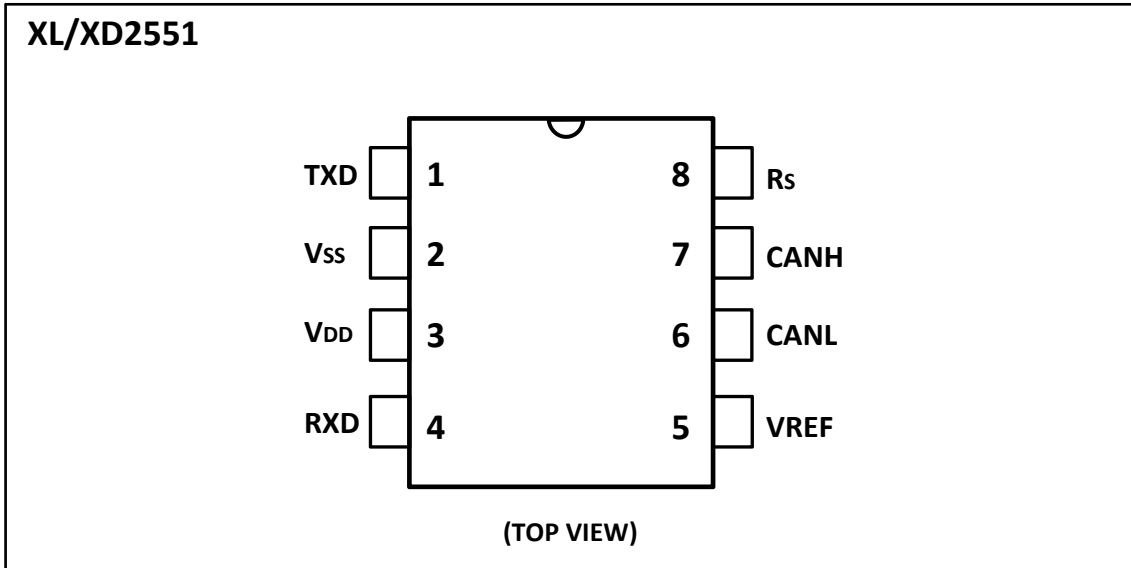 XL/XD2551
TXD 1 8 Rs
Vss 2 7 CANH
VDD 3 6 CANL
RXD 4 5 VREF
(TOP VIEW)